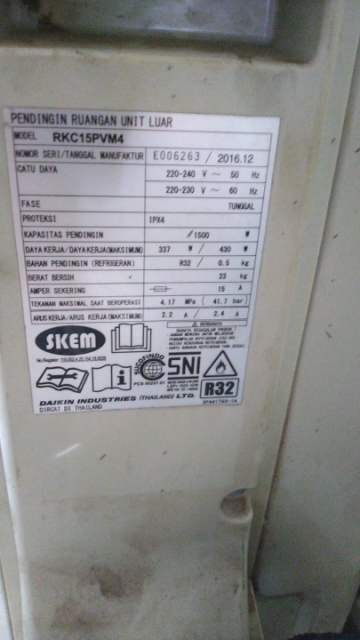 PENDINGIN RUANGAN UNIT LUAR
MODEL RKC15PVM4
NOMOR SERI/TANGGAL MANUFAKTUR E006263 / 2016.12
CATU DAYA 220-240 V ~ 50 Hz
220-230 V ~ 60 Hz
FASE TUNGGAL
PROTEKSI IPX4
KAPASITAS PENDINGIN /1500 W
DAYA KERJA/DAYA KERJA(MAKSIMUM) 337 W / 430 W
BAHAN PENDINGIN (REFRIGERAN) R32 / 0.5 kg
BERAT BERSIH 23 kg
AMPER SEKERING 15 A
TEKANAN MAKSIMAL SAAT BEROPERASI 4.17 MPa ( 41.7 bar)
ARUS KERJA/ARUS KERJA(MAKSIMUM) 2.2 A / 2.4 A
SKEM
No Register
SUCOFINDO
SNI
R32
DAIKIN INDUSTRIES (THAILAND) LTD.
DIBUAT DI THAILAND